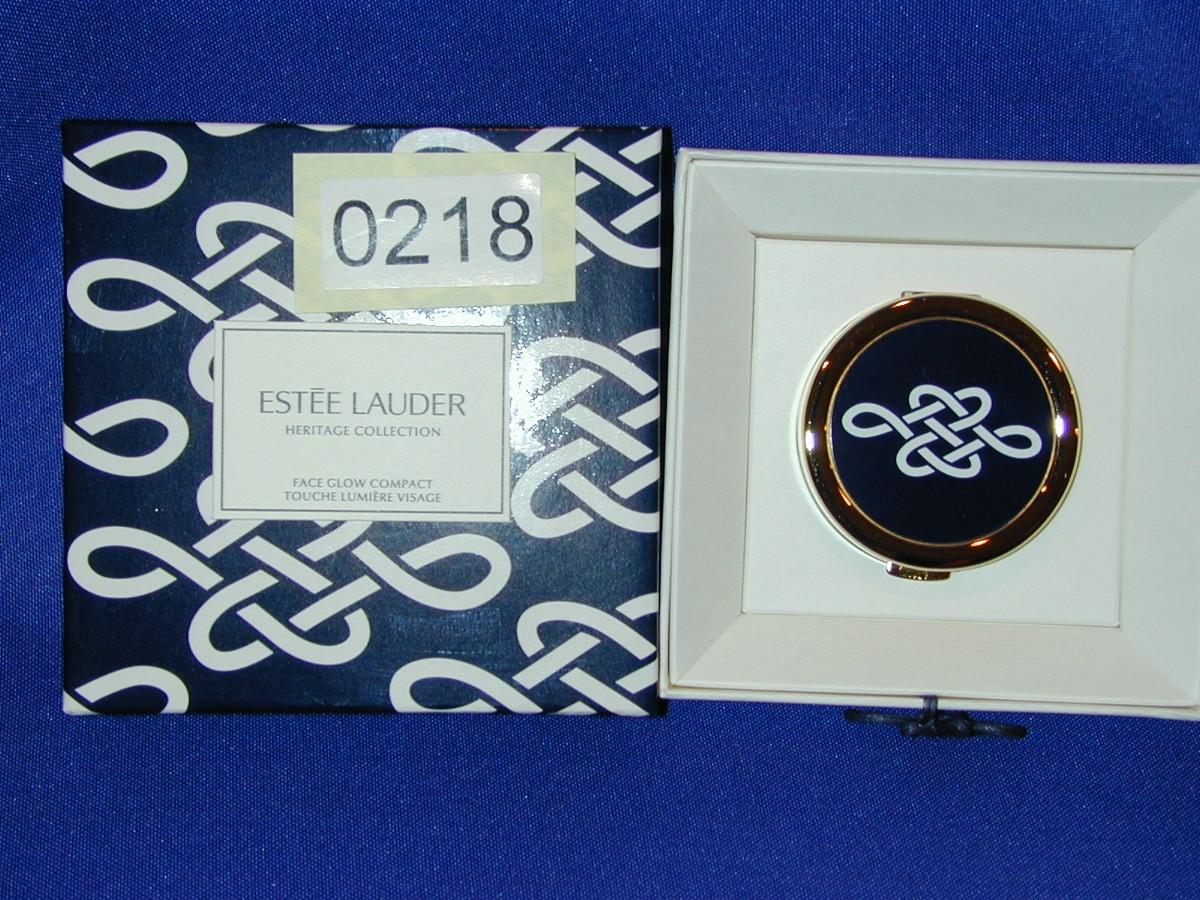 0218
ESTĒE LAUDER
HERITAGE COLLECTION
FACE GLOW COMPACT
TOUCHE LUMIÈRE VISAGE